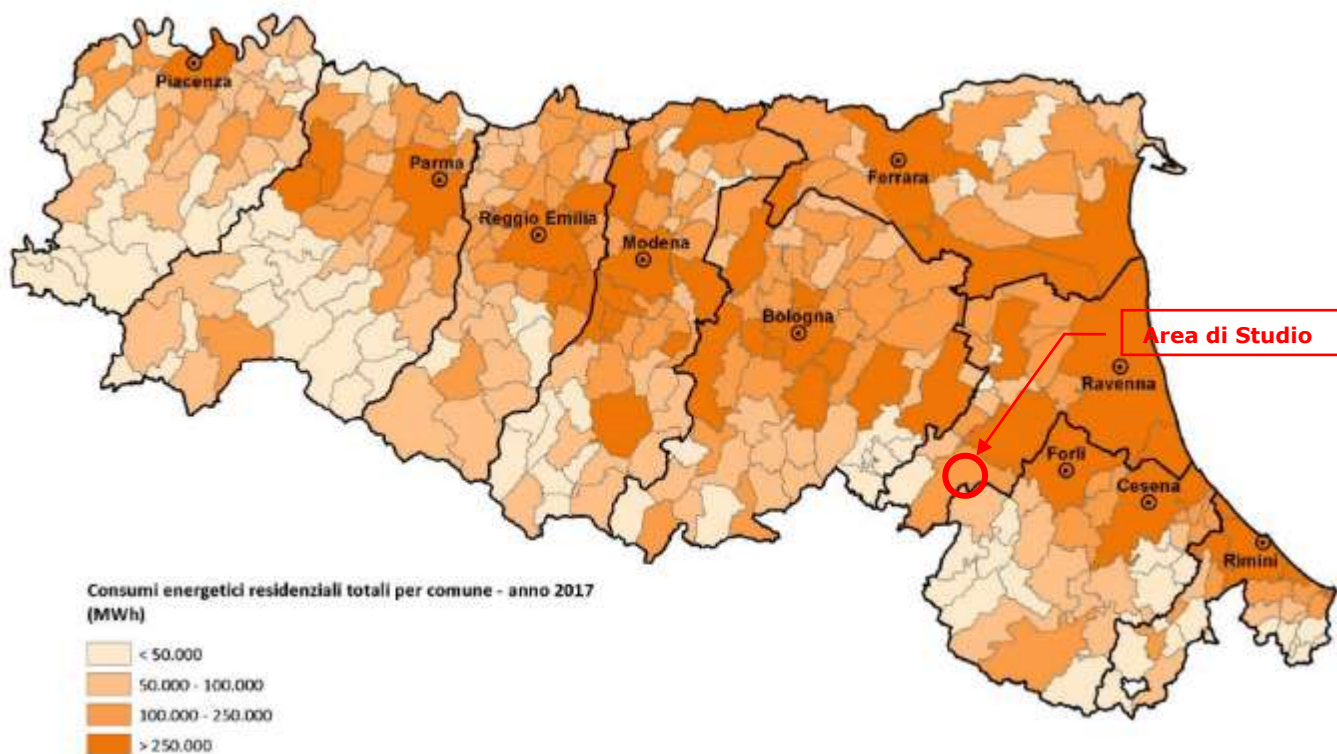 Piacenza
Parma
Reggio Emilia
Modena
Ferrara
Bologna
Area di Studio
Ravenna
Forlì
Cesena
Rimini
Consumi energetici residenziali totali per comune - anno 2017
(MWh)
< 50.000
50.000 - 100.000
100.000 - 250.000
> 250.000